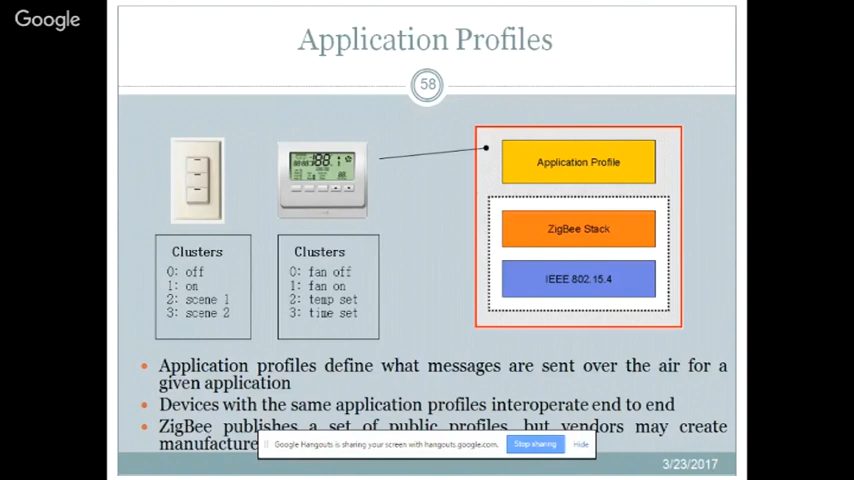 Google
Application Profiles
58
Application Profile
ZigBee Stack
IEEE 802.15.4
Clusters
0: off
1: on
2: scene 1
3: scene 2
Clusters
0: fan off
1: fan on
2: temp set
3: time set
Application profiles define what messages are sent over the air for a
given application
Devices with the same application profiles interoperate end to end
ZigBee publishes a set of public profiles, but vendors may create
manufacture
Google Hangouts is sharing your screen with hangouts.google.com.
Stop sharing
Hide
3/23/2017